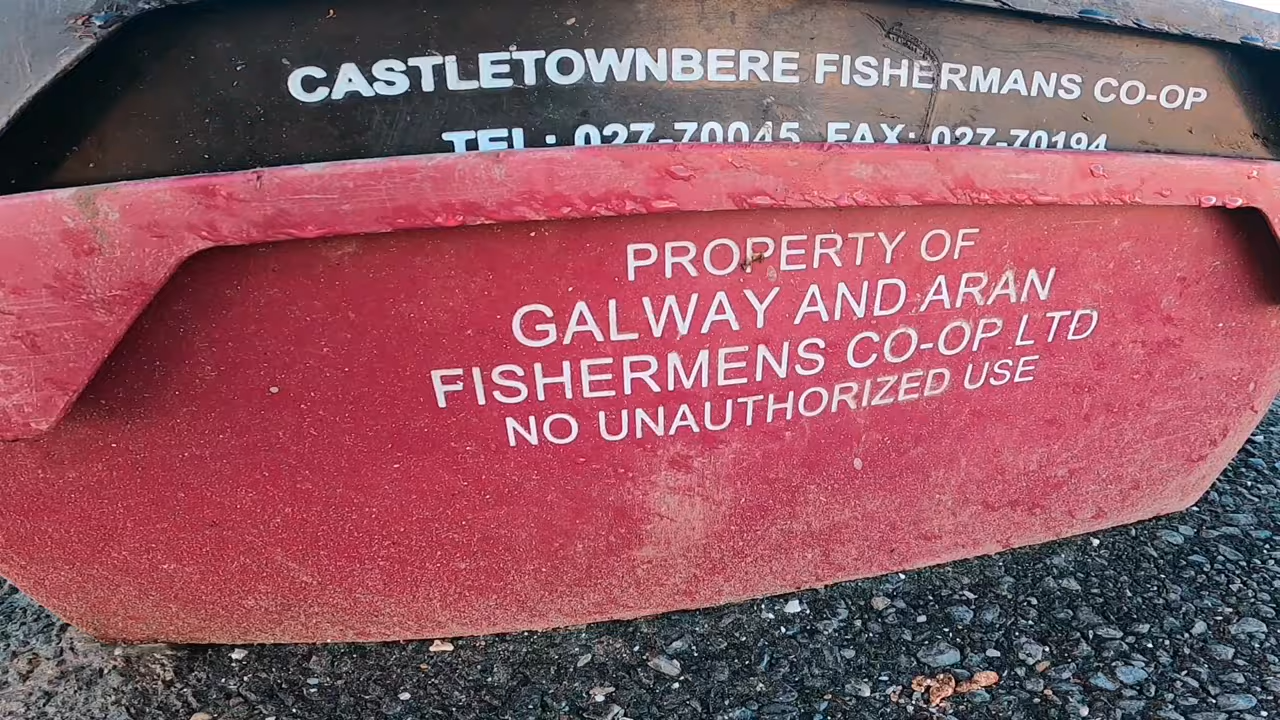 CASTLETOWNBERE FISHERMANS CO-OP
TEL: 027-70045 FAX: 027-70194
PROPERTY OF
GALWAY AND ARAN
FISHERMENS CO-OP LTD
NO UNAUTHORIZED USE